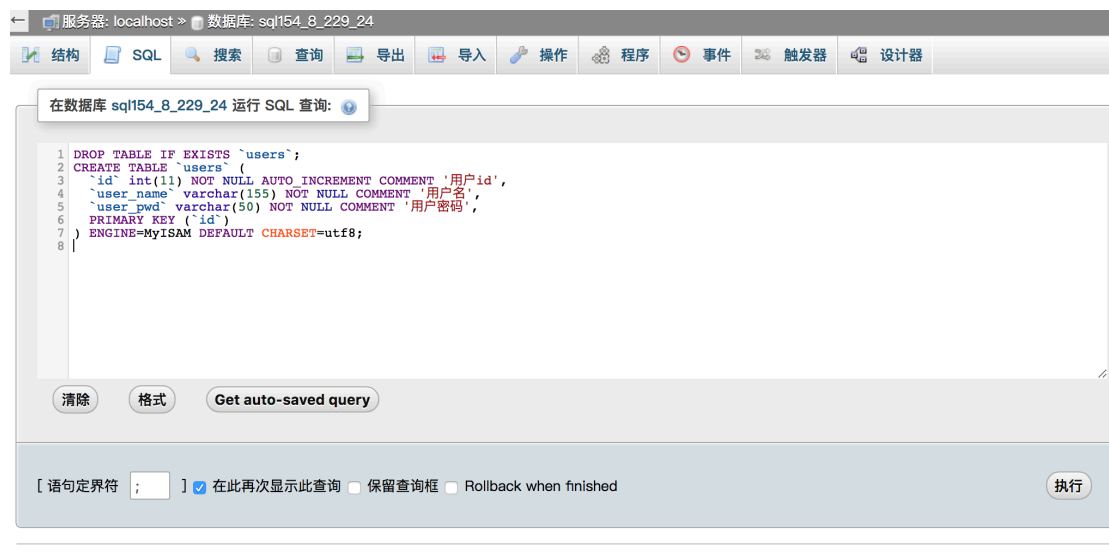 服务器: localhost » 数据库: sql154_8_229_24
结构 SQL 搜索 查询 导出 导入 操作 程序 事件 触发器 设计器
在数据库 sql154_8_229_24 运行 SQL 查询:
1 DROP TABLE IF EXISTS `users`;
2 CREATE TABLE `users` (
3 `id` int(11) NOT NULL AUTO_INCREMENT COMMENT '用户id',
4 `user_name` varchar(155) NOT NULL COMMENT '用户名',
5 `user_pwd` varchar(50) NOT NULL COMMENT '用户密码',
6 PRIMARY KEY (`id`)
7 ) ENGINE=MyISAM DEFAULT CHARSET=utf8;
8
清除 格式 Get auto-saved query
[ 语句定界符 ; ] 在此再次显示此查询 保留查询框 Rollback when finished 执行